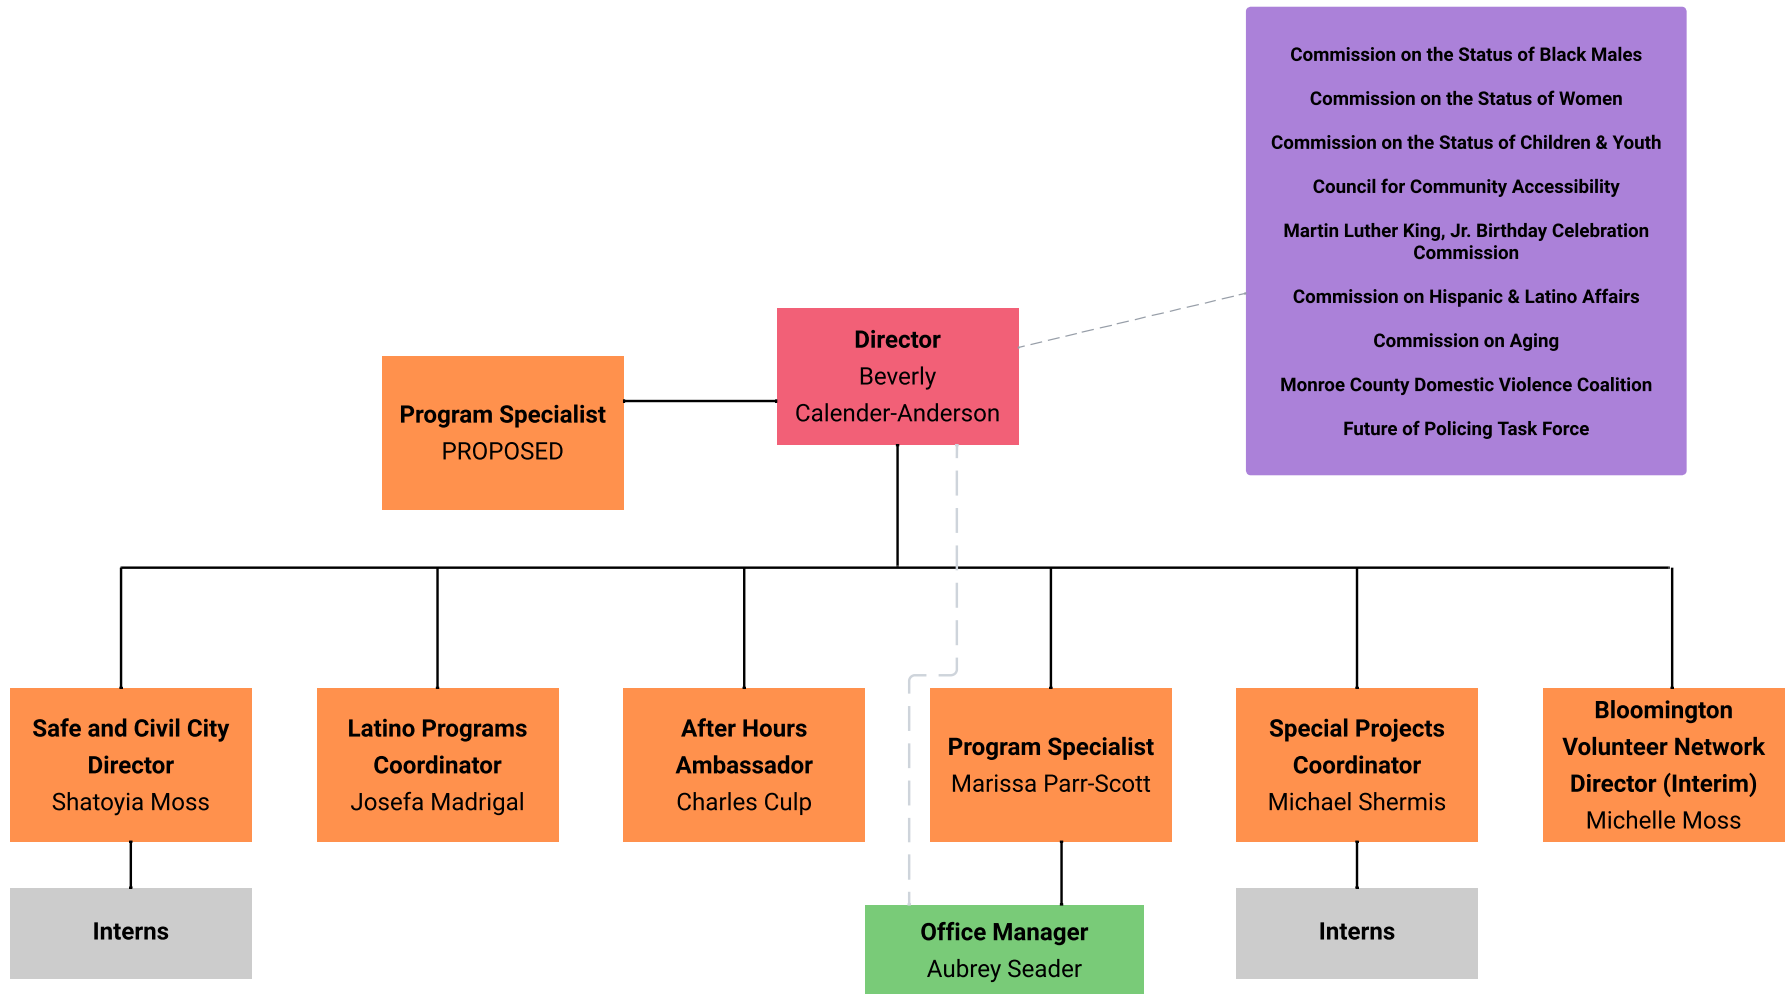 Commission on the Status of Black Males
Commission on the Status of Women
Commission on the Status of Children & Youth
Council for Community Accessibility
Martin Luther King, Jr. Birthday Celebration
Commission
Commission on Hispanic & Latino Affairs
Commission on Aging
Monroe County Domestic Violence Coalition
Future of Policing Task Force
Director
Beverly
Calender-Anderson
Program Specialist
PROPOSED
Safe and Civil City
Director
Shatoyia Moss
Latino Programs
Coordinator
Josefa Madrigal
After Hours
Ambassador
Charles Culp
Program Specialist
Marissa Parr-Scott
Special Projects
Coordinator
Michael Shermis
Bloomington
Volunteer Network
Director (Interim)
Michelle Moss
Interns
Office Manager
Aubrey Seader
Interns